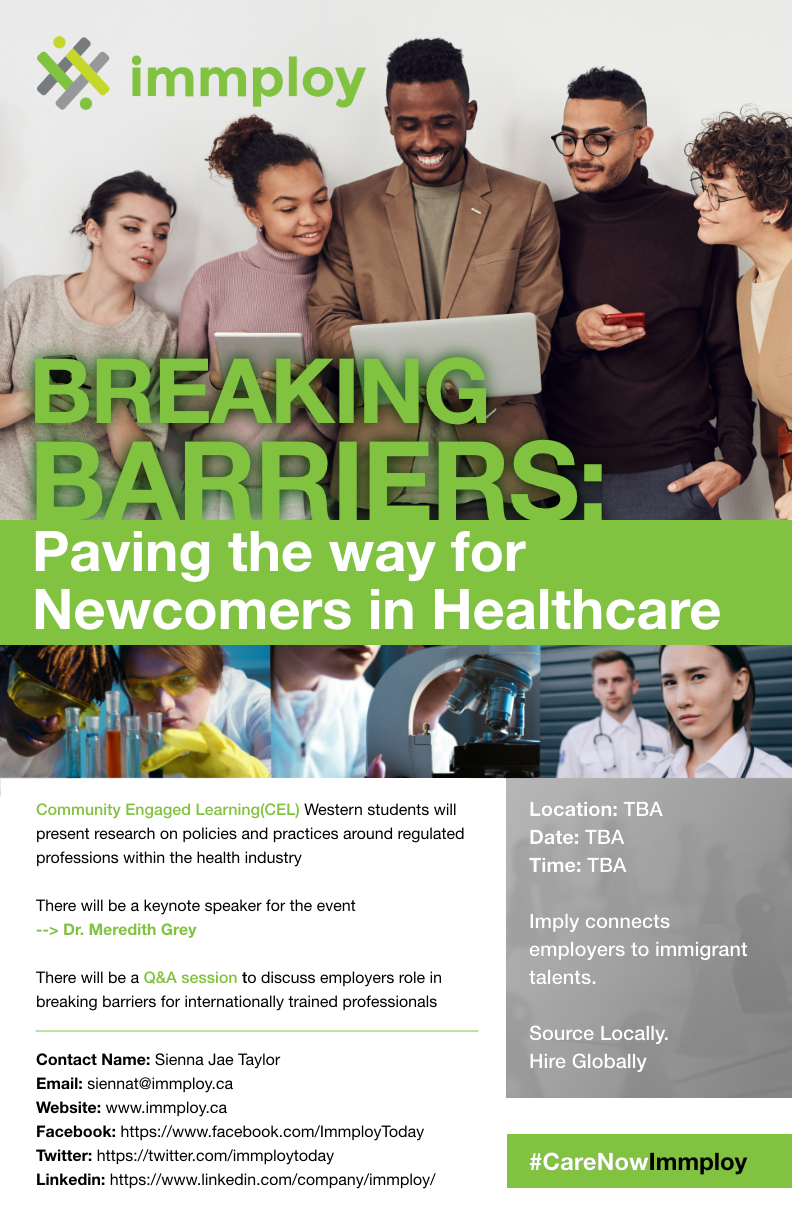 immploy
BREAKING
BARRIERS:
Paving the way for
Newcomers in Healthcare
Community Engaged Learning(CEL) Western students will
present research on policies and practices around regulated
professions within the health industry
There will be a keynote speaker for the event
--> Dr. Meredith Grey
There will be a Q&A session to discuss employers role in
breaking barriers for internationally trained professionals
Contact Name: Sienna Jae Taylor
Email: siennat@immploy.ca
Website: www.immploy.ca
Facebook: https://www.facebook.com/ImmployToday
Twitter: https://twitter.com/immploytoday
Linkedin: https://www.linkedin.com/company/immploy/
Location: TBA
Date: TBA
Time: TBA
Imply connects
employers to immigrant
talents.
Source Locally.
Hire Globally
#CareNowImmploy